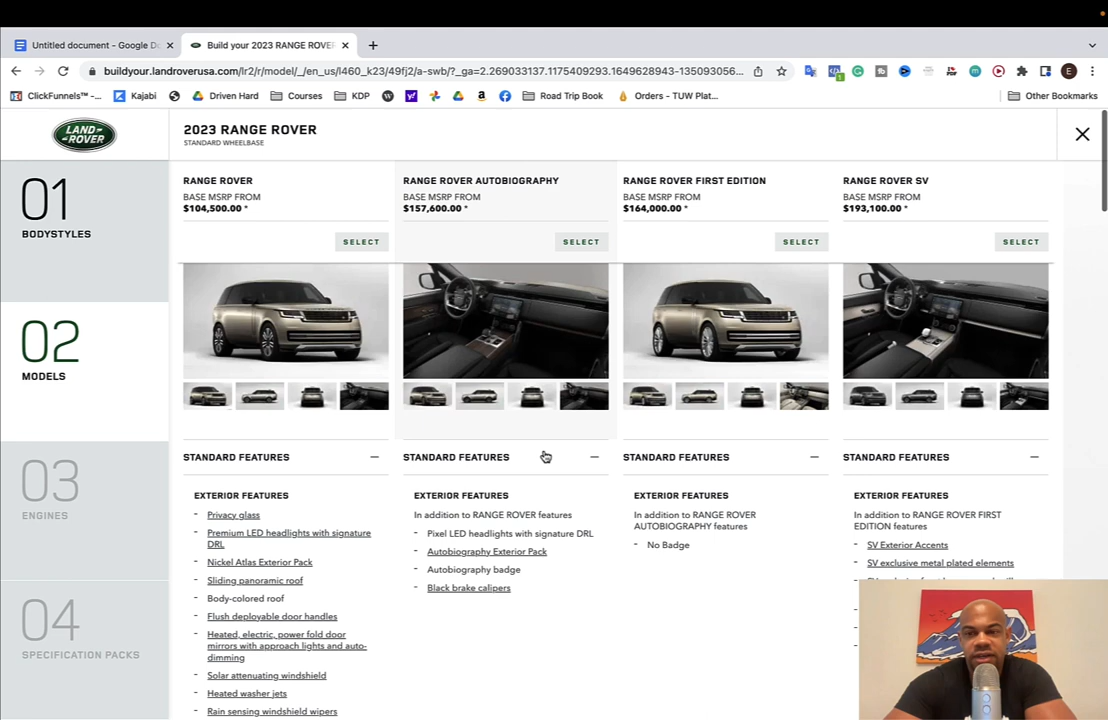 Untitled document - Google Do
Build your 2023 RANGE ROVER
buildyour.landroverusa.com/lr2/r/model/_/en_us/l460_k23/49fj2/a-swb/?_ga=2.269033137.1175409293.1649628943-135093056...
E
ClickFunnels™ -...
Kajabi
Driven Hard
Courses
KDP
Road Trip Book
Orders - TUW Plat...
Other Bookmarks
LAND-
ROVER
2023 RANGE ROVER
STANDARD WHEELBASE
01
BODYSTYLES
02
MODELS
03
ENGINES
04
SPECIFICATION PACKS
RANGE ROVER
BASE MSRP FROM
$104,500.00 *
SELECT
RANGE ROVER AUTOBIOGRAPHY
BASE MSRP FROM
$157,600.00 *
SELECT
RANGE ROVER FIRST EDITION
BASE MSRP FROM
$164,000.00 *
SELECT
RANGE ROVER SV
BASE MSRP FROM
$193,100.00 *
SELECT
STANDARD FEATURES
EXTERIOR FEATURES
- Privacy glass
- Premium LED headlights with signature
DRL
- Nickel Atlas Exterior Pack
- Sliding panoramic roof
- Body-colored roof
- Flush deployable door handles
- Heated, electric, power fold door
mirrors with approach lights and auto-
dimming
- Solar attenuating windshield
- Heated washer jets
- Rain sensing windshield wipers
STANDARD FEATURES
EXTERIOR FEATURES
In addition to RANGE ROVER features
- Pixel LED headlights with signature DRL
- Autobiography Exterior Pack
- Autobiography badge
- Black brake calipers
STANDARD FEATURES
EXTERIOR FEATURES
In addition to RANGE ROVER
AUTOBIOGRAPHY features
- No Badge
STANDARD FEATURES
EXTERIOR FEATURES
In addition to RANGE ROVER FIRST
EDITION features
- SV Exterior Accents
- SV exclusive metal plated elements